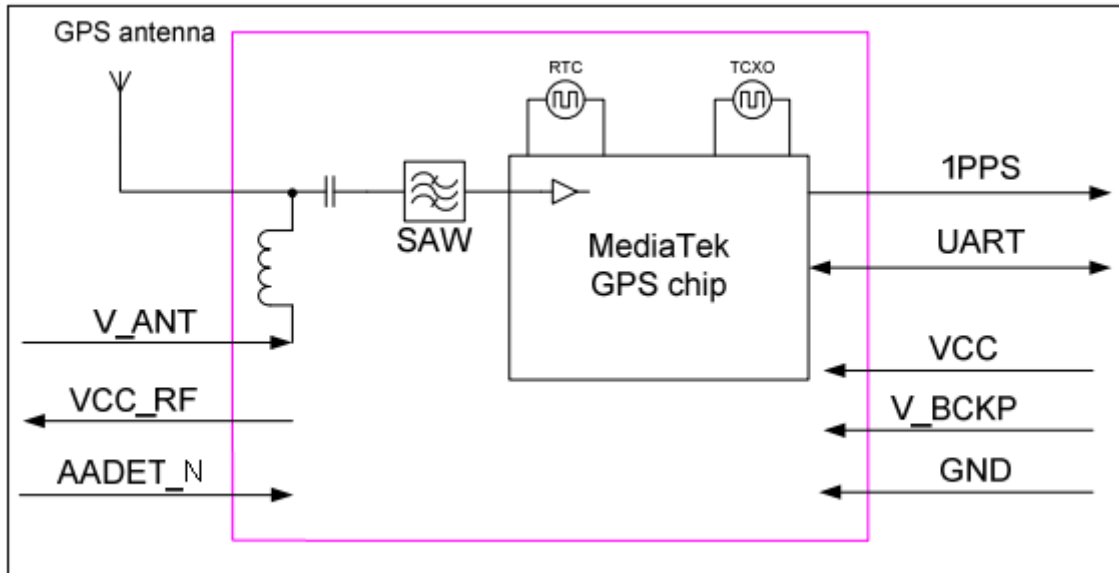 GPS antenna
RTC
TCXO
SAW
MediaTek
GPS chip
1PPS
UART
V_ANT
VCC
VCC_RF
V_BCKP
AADET_N
GND